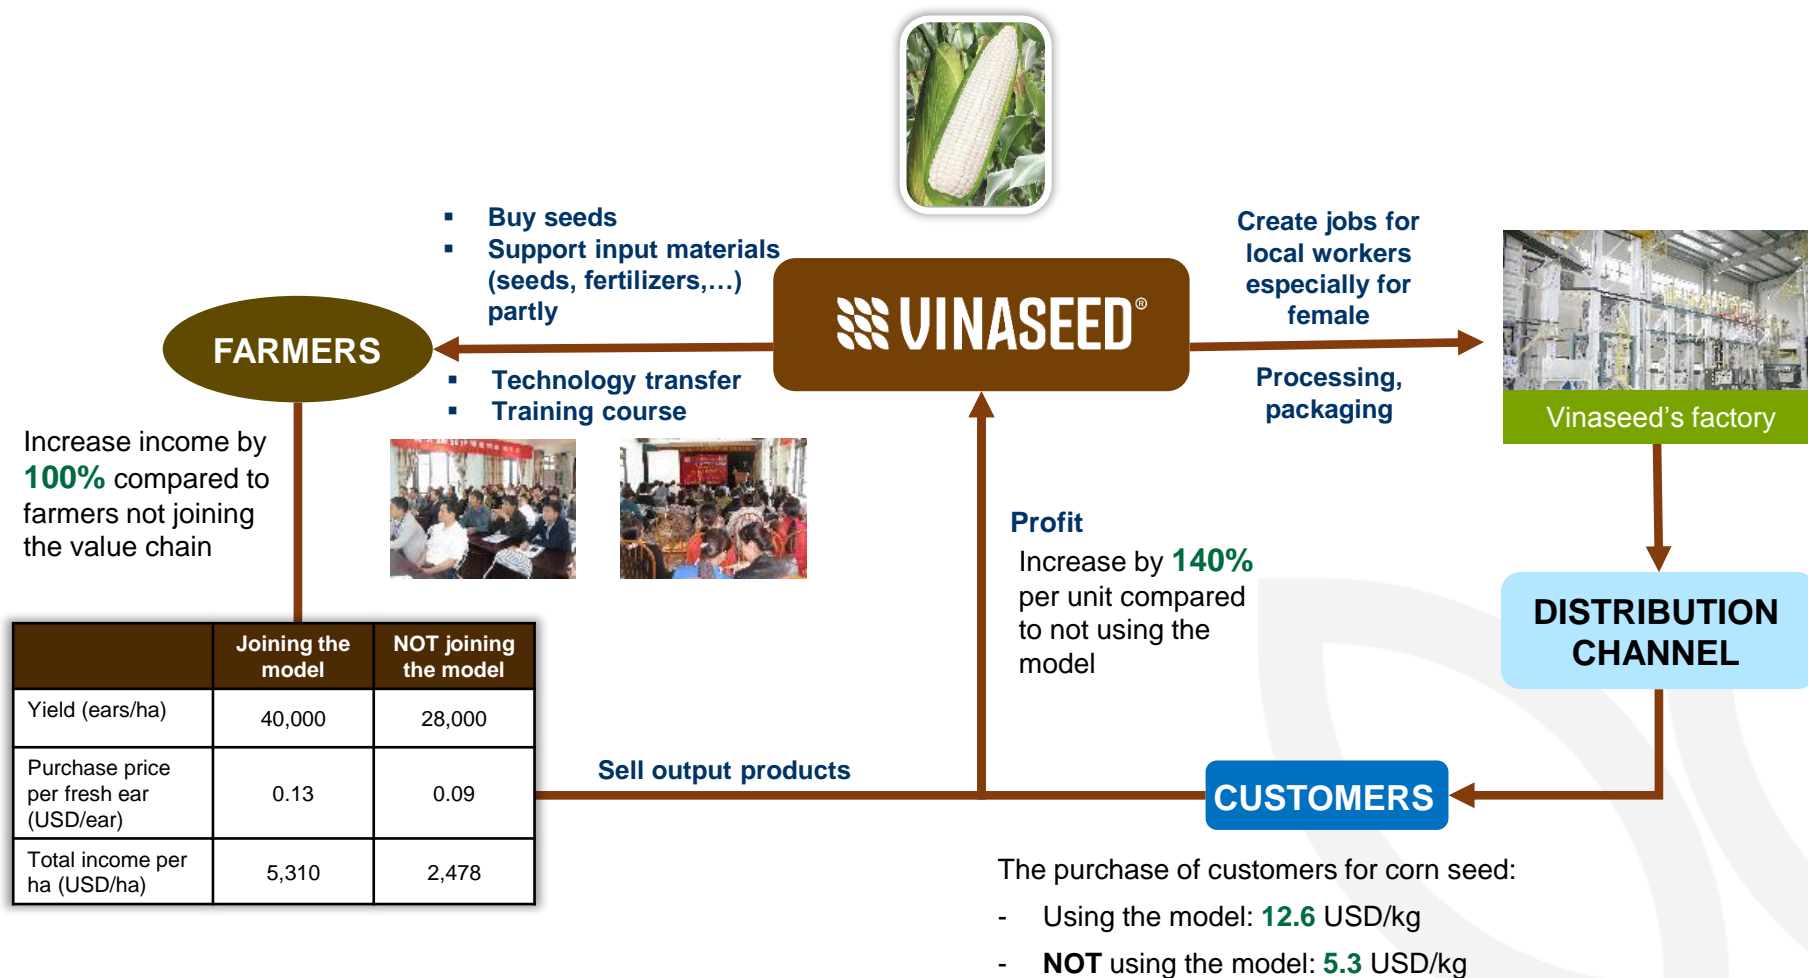 ▪ Buy seeds
▪ Support input materials
(seeds, fertilizers,…)
partly
Create jobs for
local workers
especially for
female
VINASEED®
FARMERS
▪ Technology transfer
▪ Training course
Processing,
packaging
Vinaseed's factory
Increase income by
100% compared to
farmers not joining
the value chain
Profit
Increase by 140%
per unit compared
to not using the
model
DISTRIBUTION
CHANNEL
Joining the
model
NOT joining
the model
Yield (ears/ha)
40,000
28,000
Purchase price
per fresh ear
(USD/ear)
0.13
0.09
Total income per
ha (USD/ha)
5,310
2,478
Sell output products
CUSTOMERS
The purchase of customers for corn seed:
- Using the model: 12.6 USD/kg
- NOT using the model: 5.3 USD/kg